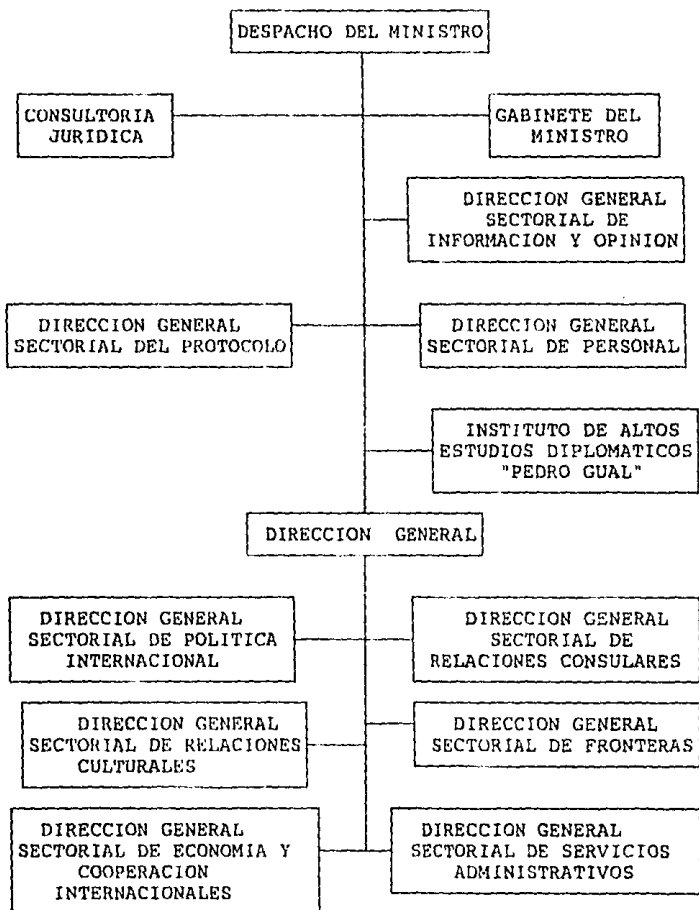 DESPACHO DEL MINISTRO
CONSULTORIA
JURIDICA
GABINETE DEL
MINISTRO
DIRECCION GENERAL
SECTORIAL DE
INFORMACION Y OPINION
DIRECCION GENERAL
SECTORIAL DEL PROTOCOLO
DIRECCION GENERAL
SECTORIAL DE PERSONAL
INSTITUTO DE ALTOS
ESTUDIOS DIPLOMATICOS
"PEDRO GUAL"
DIRECCION GENERAL
DIRECCION GENERAL
SECTORIAL DE POLITICA
INTERNACIONAL
DIRECCION GENERAL
SECTORIAL DE
RELACIONES CONSULARES
DIRECCION GENERAL
SECTORIAL DE RELACIONES
CULTURALES
DIRECCION GENERAL
SECTORIAL DE FRONTERAS
DIRECCION GENERAL
SECTORIAL DE ECONOMIA Y
COOPERACION
INTERNACIONALES
DIRECCION GENERAL
SECTORIAL DE SERVICIOS
ADMINISTRATIVOS